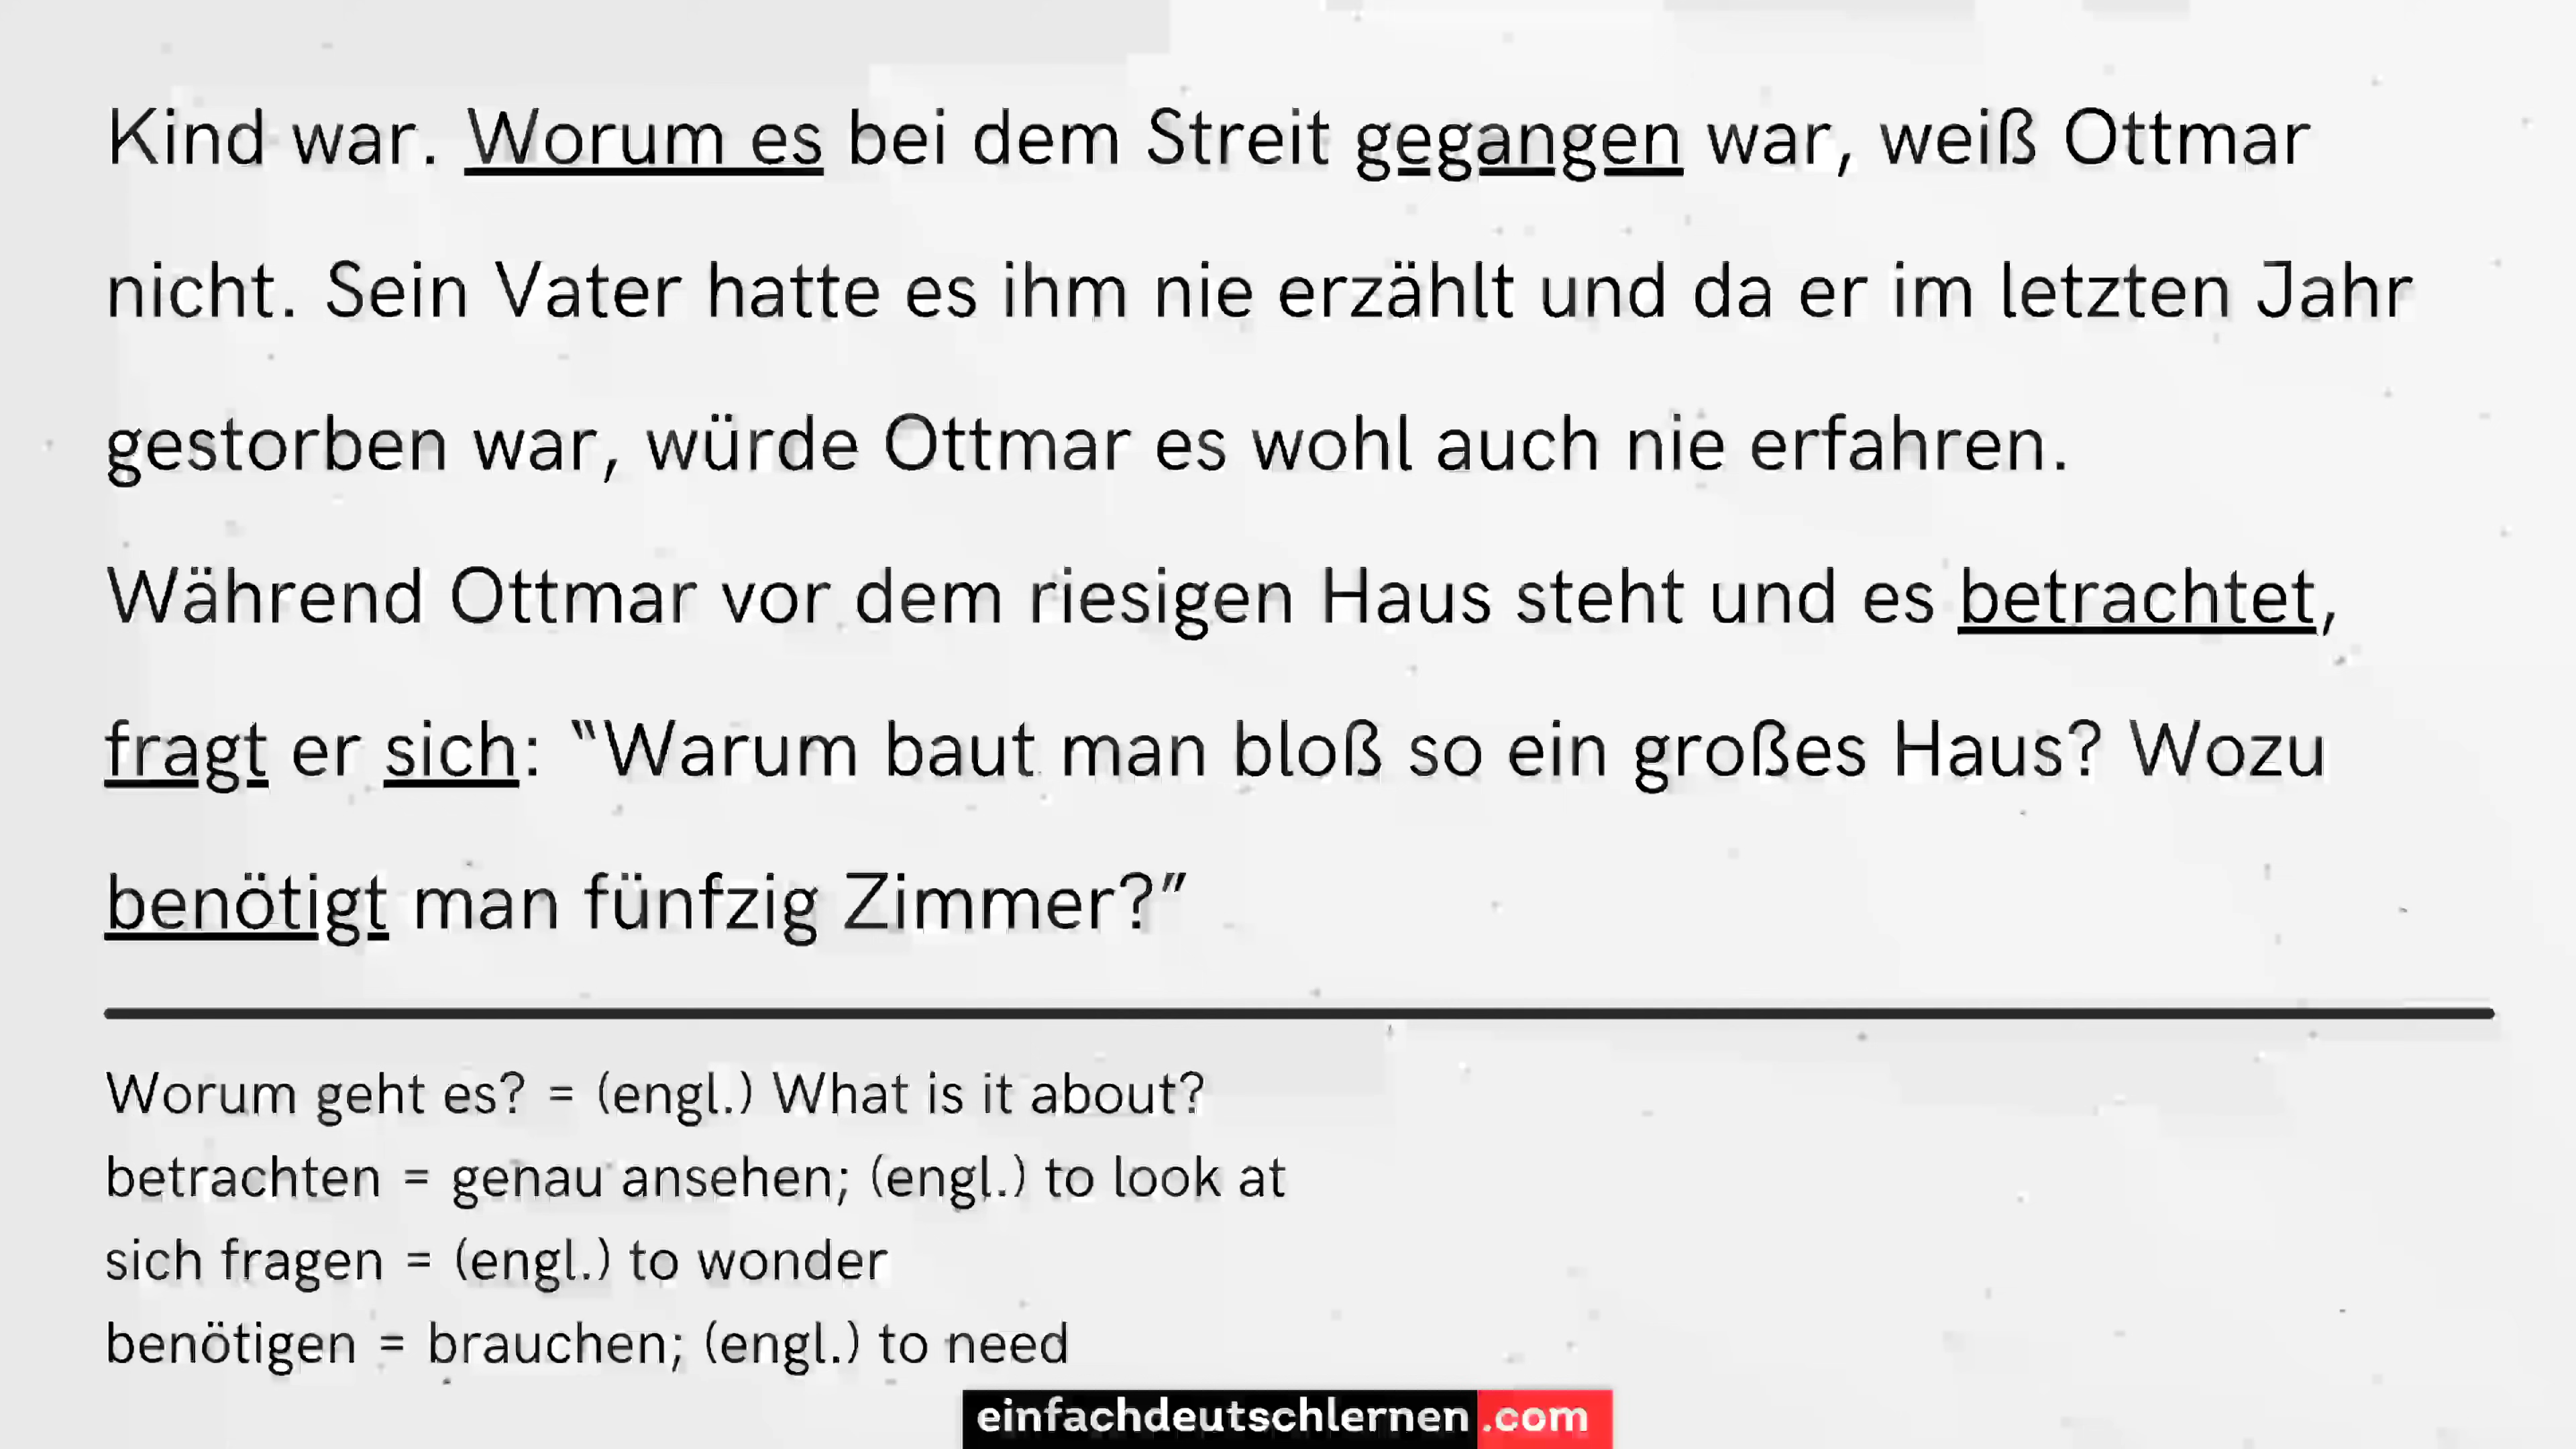 Kind war. Worum es bei dem Streit gegangen war, weiß Ottmar
nicht. Sein Vater hatte es ihm nie erzählt und da er im letzten Jahr
gestorben war, würde Ottmar es wohl auch nie erfahren.
Während Ottmar vor dem riesigen Haus steht und es betrachtet,
fragt er sich: “Warum baut man bloß so ein großes Haus? Wozu
benötigt man fünfzig Zimmer?”
Worum geht es? = (engl.) What is it about?
betrachten = genau ansehen; (engl.) to look at
sich fragen = (engl.) to wonder
benötigen = brauchen; (engl.) to need
einfachdeutschlernen.com